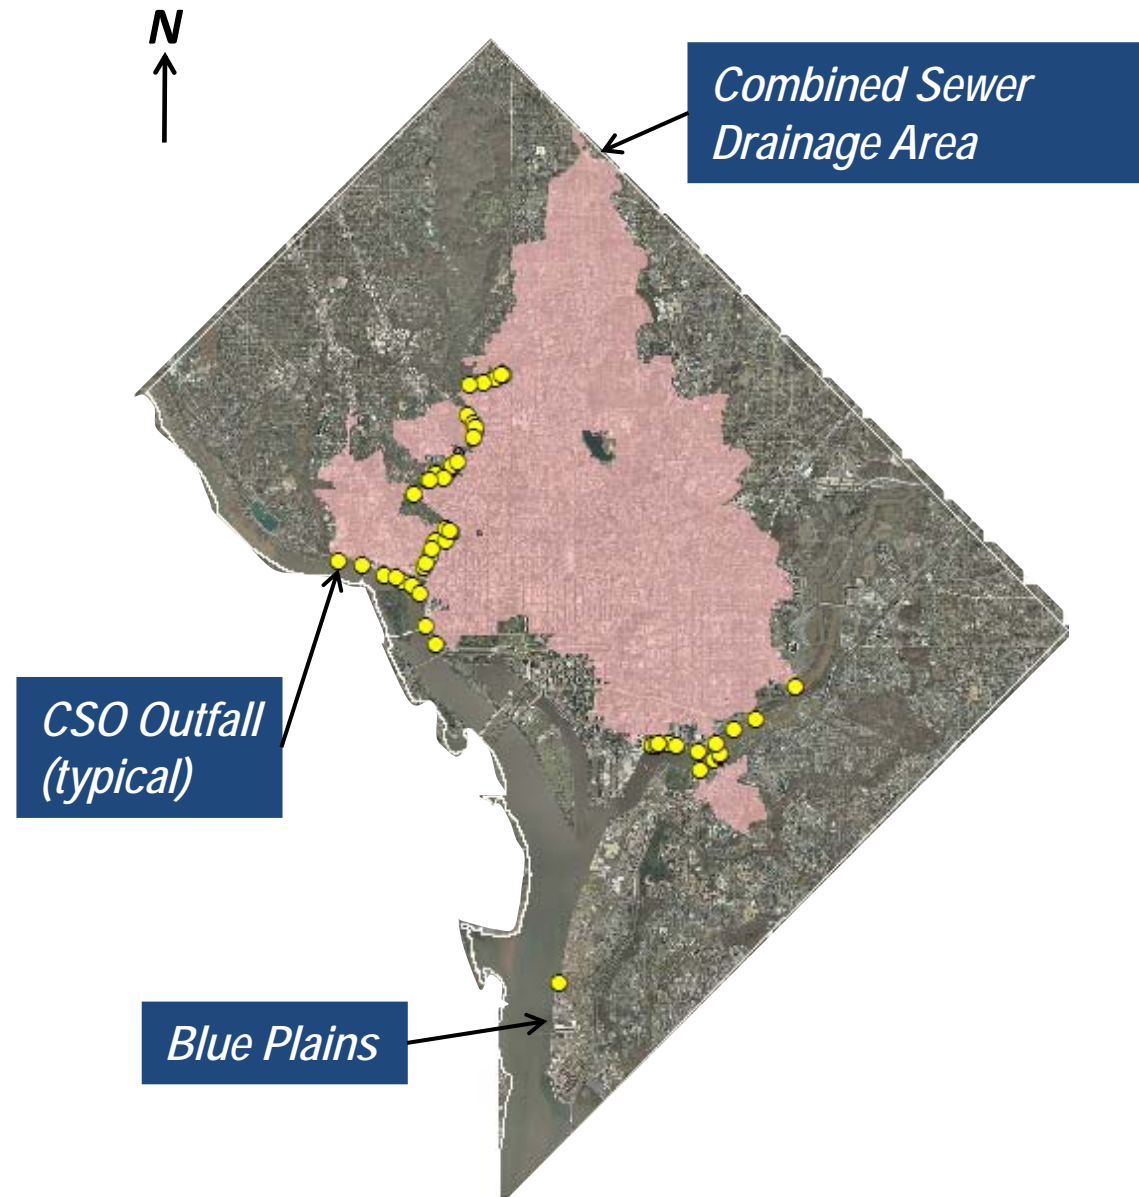 N
Combined Sewer
Drainage Area
CSO Outfall
(typical)
Blue Plains